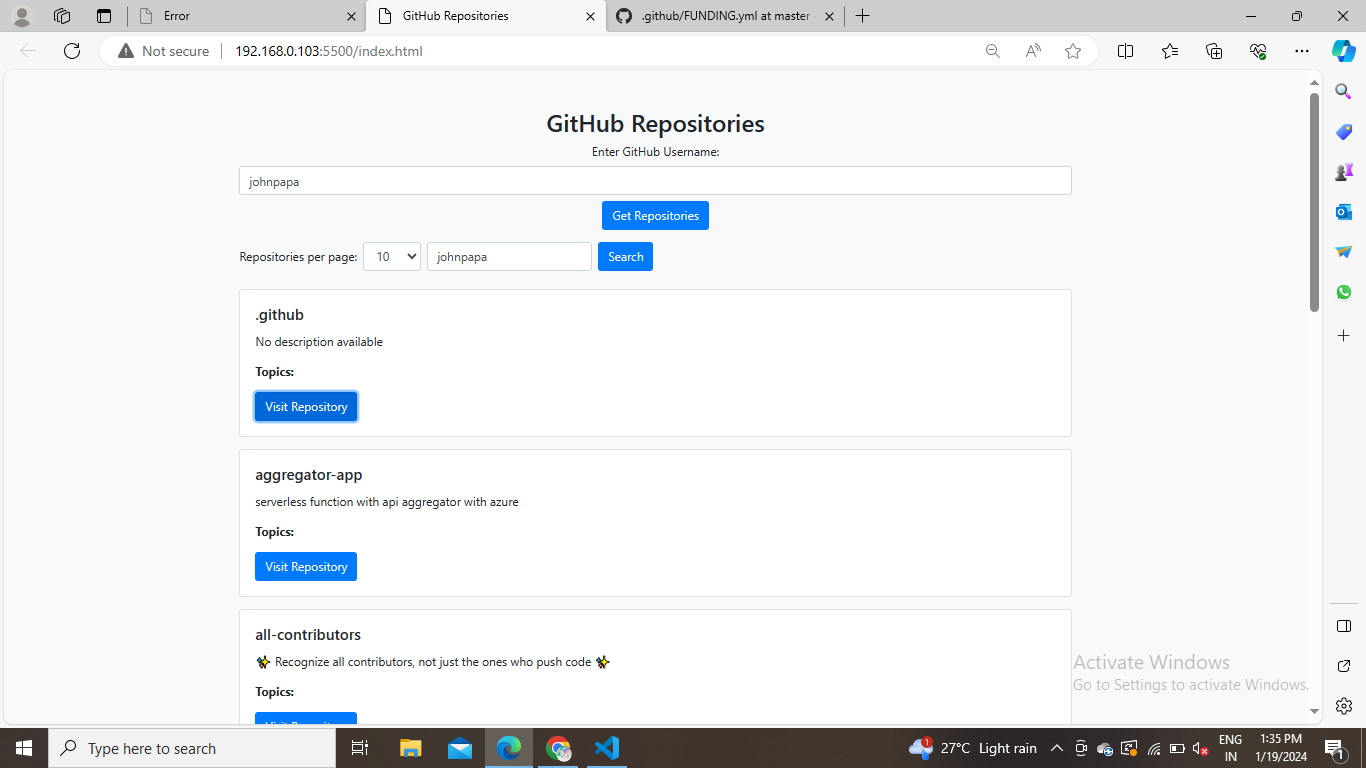 Error
GitHub Repositories
.github/FUNDING.yml at master
Not secure
192.168.0.103:5500/index.html
GitHub Repositories
Enter GitHub Username:
johnpapa
Get Repositories
Repositories per page: 10 johnpapa Search
.github
No description available
Topics:
Visit Repository
aggregator-app
serverless function with api aggregator with azure
Topics:
Visit Repository
all-contributors
✨ Recognize all contributors, not just the ones who push code ✨
Topics:
Visit Repository
Activate Windows
Go to Settings to activate Windows.
Type here to search
1
27°C Light rain
ENG
IN
1:35 PM
1/19/2024
1